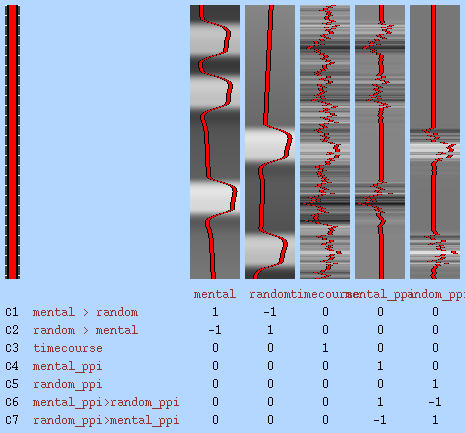 mental randomtimecourse mental_ppi random_ppi
C1 mental > random 1 -1 0 0 0
C2 random > mental -1 1 0 0 0
C3 timecourse 0 0 1 0 0
C4 mental_ppi 0 0 0 1 0
C5 random_ppi 0 0 0 0 1
C6 mental_ppi>random_ppi 0 0 0 1 -1
C7 random_ppi>mental_ppi 0 0 0 -1 1